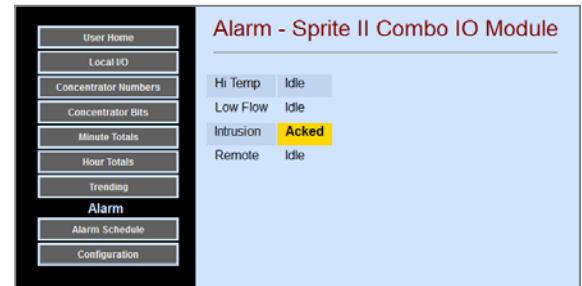 User Home
Local I/O
Concentrator Numbers
Concentrator Bits
Minute Totals
Hour Totals
Trending
Alarm
Alarm Schedule
Configuration
Alarm - Sprite II Combo IO Module
Hi Temp Idle
Low Flow Idle
Intrusion Acked
Remote Idle